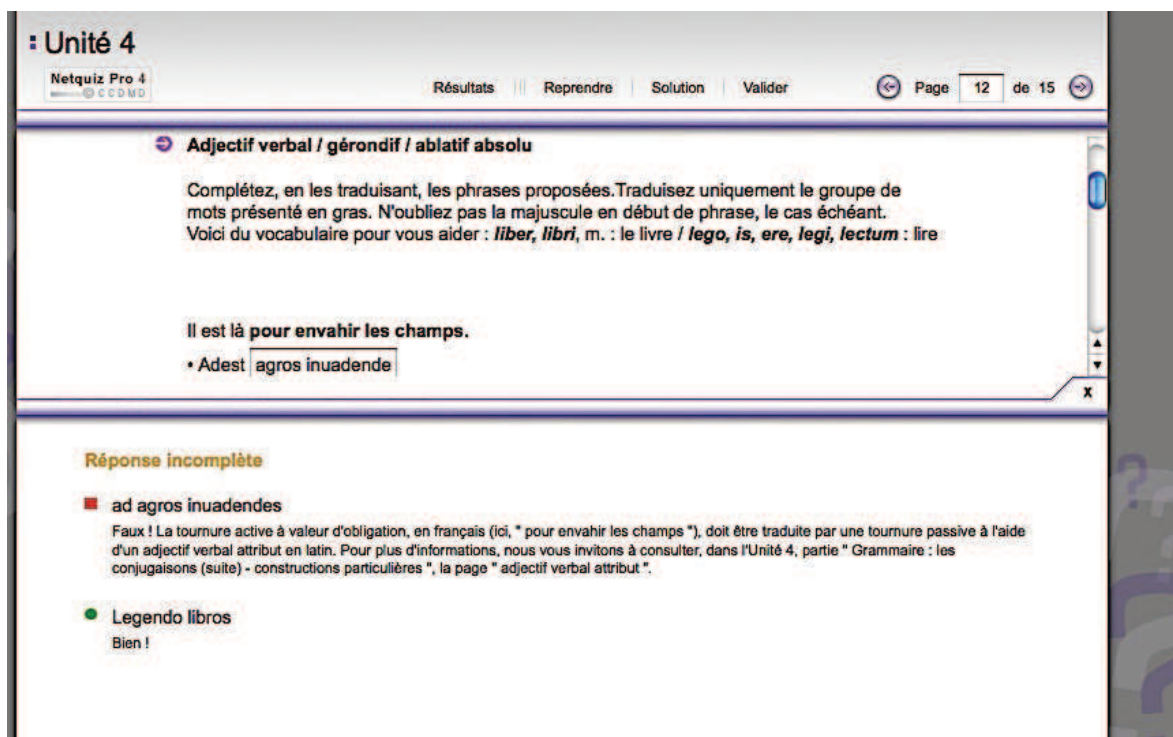 Unité 4
Netquiz Pro 4
© CCDMD
Résultats Reprendre Solution Valider Page 12 de 15
Adjectif verbal / gérondif / ablatif absolu
Complétez, en les traduisant, les phrases proposées.Traduisez uniquement le groupe de
mots présenté en gras. N'oubliez pas la majuscule en début de phrase, le cas échéant.
Voici du vocabulaire pour vous aider : liber, libri, m. : le livre / lego, is, ere, legi, lectum : lire
Il est là pour envahir les champs.
• Adest agros inuadende
x
Réponse incomplète
ad agros inuadendes
Faux ! La tournure active à valeur d'obligation, en français (ici, " pour envahir les champs "), doit être traduite par une tournure passive à l'aide
d'un adjectif verbal attribut en latin. Pour plus d'informations, nous vous invitons à consulter, dans l'Unité 4, partie " Grammaire : les
conjugaisons (suite) - constructions particulières ", la page " adjectif verbal attribut ".
Legendo libros
Bien !